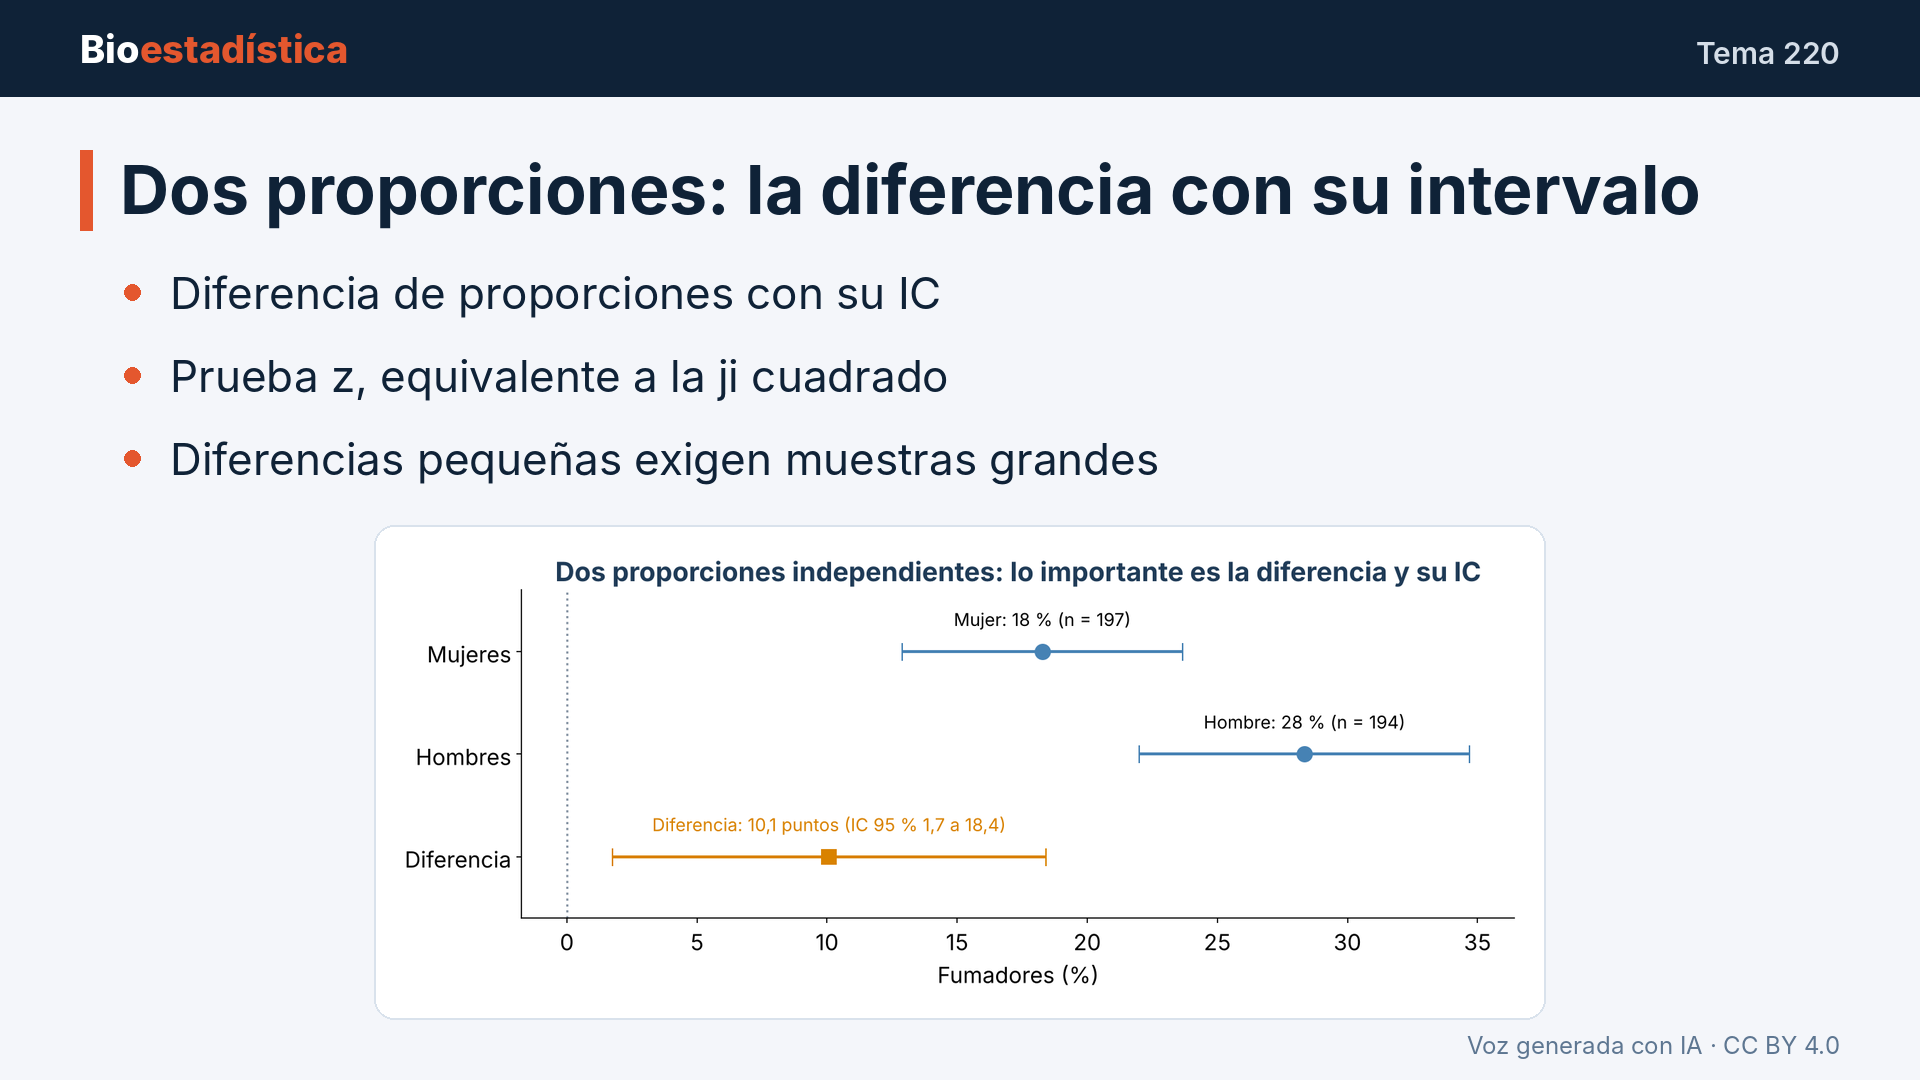 Bioestadística
Tema 220
Dos proporciones: la diferencia con su intervalo
Diferencia de proporciones con su IC
Prueba z, equivalente a la ji cuadrado
Diferencias pequeñas exigen muestras grandes
Dos proporciones independientes: lo importante es la diferencia y su IC
Mujer: 18 % (n = 197)
Mujeres
Hombre: 28 % (n = 194)
Hombres
Diferencia: 10,1 puntos (IC 95 % 1,7 a 18,4)
Diferencia
0 5 10 15 20 25 30 35
Fumadores (%)
Voz generada con IA · CC BY 4.0